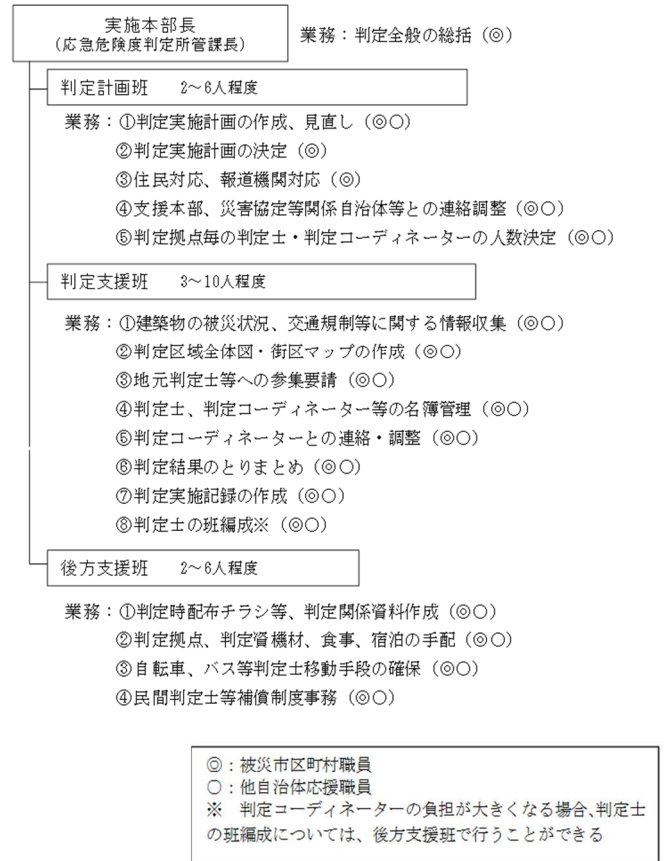 実施本部長
（応急危険度判定所管課長）
業務：判定全般の総括（◎）
判定計画班　2～6人程度
業務：①判定実施計画の作成、見直し（◎○）
②判定実施計画の決定（◎）
③住民対応、報道機関対応（◎）
④支援本部、災害協定等関係自治体等との連絡調整（◎○）
⑤判定拠点毎の判定士・判定コーディネーターの人数決定（◎○）
判定支援班　3～10人程度
業務：①建築物の被災状況、交通規制等に関する情報収集（◎○）
②判定区域全体図・街区マップの作成（◎○）
③地元判定士等への参集要請（◎○）
④判定士、判定コーディネーター等の名簿管理（◎○）
⑤判定コーディネーターとの連絡・調整（◎○）
⑥判定結果のとりまとめ（◎○）
⑦判定実施記録の作成（◎○）
⑧判定士の班編成※（◎○）
後方支援班　2～6人程度
業務：①判定時配布チラシ等、判定関係資料作成（◎○）
②判定拠点、判定資機材、食事、宿泊の手配（◎○）
③自転車、バス等判定士移動手段の確保（◎○）
④民間判定士等補償制度事務（◎○）
◎：被災市区町村職員
○：他自治体応援職員
※　判定コーディネーターの負担が大きくなる場合、判定士
の班編成については、後方支援班で行うことができる